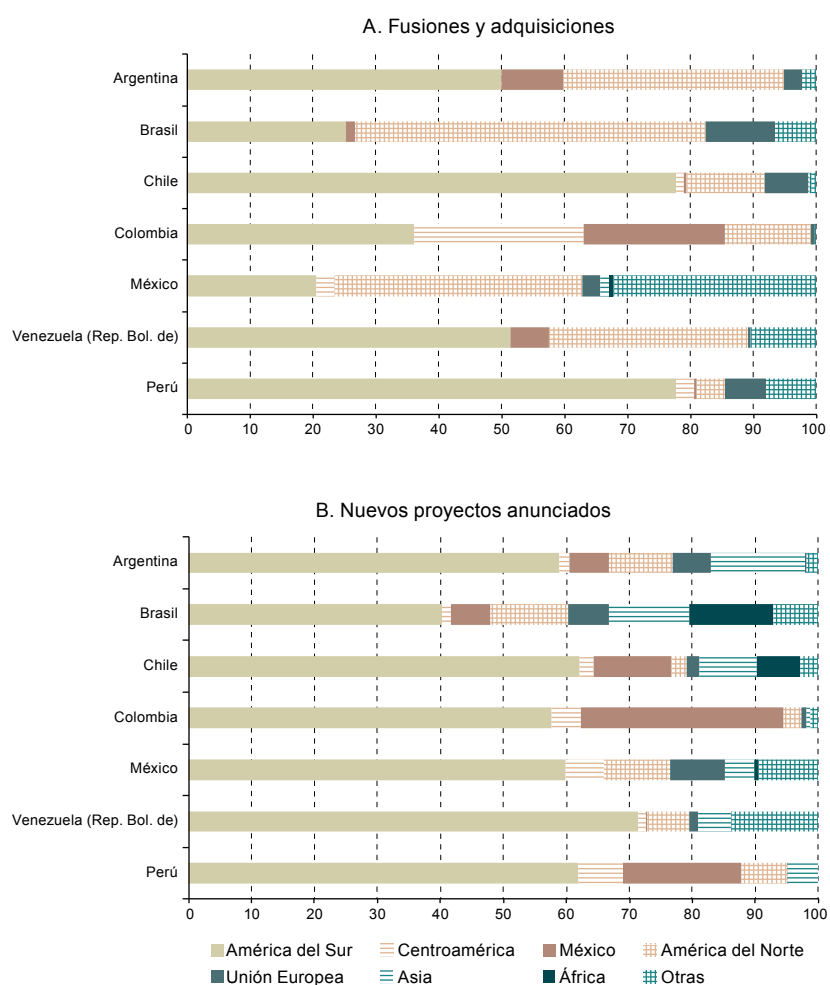 A. Fusiones y adquisiciones
Argentina
Brasil
Chile
Colombia
México
Venezuela (Rep. Bol. de)
Perú
0 10 20 30 40 50 60 70 80 90 100
B. Nuevos proyectos anunciados
Argentina
Brasil
Chile
Colombia
México
Venezuela (Rep. Bol. de)
Perú
0 10 20 30 40 50 60 70 80 90 100
América del Sur Centroamérica México América del Norte
Unión Europea Asia África Otras